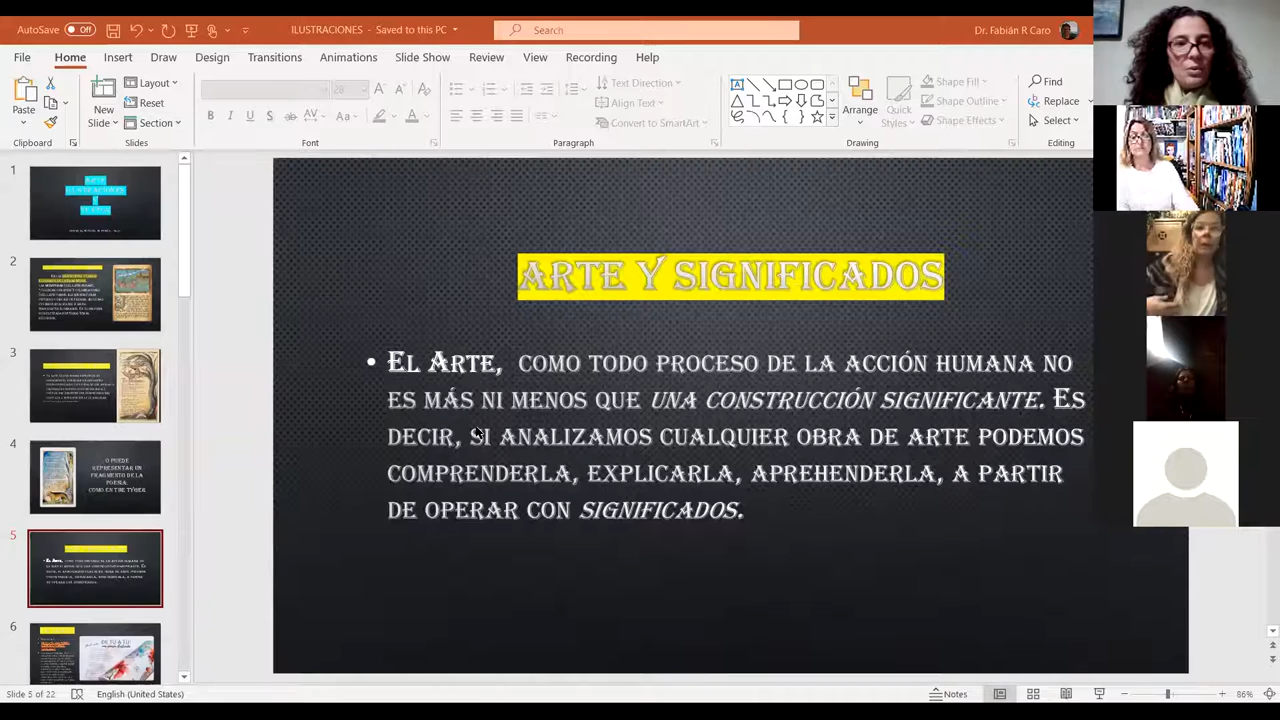 AutoSave Off ILUSTRACIONES - Saved to this PC Search Dr. Fabián R Caro
File Home Insert Draw Design Transitions Animations Slide Show Review View Recording Help
Paste
New
Slide
Layout
Reset
Section
28
Text Direction
Align Text
Convert to SmartArt
Arrange
Quick
Styles
Shape Fill
Shape Outline
Shape Effects
Find
Replace
Select
Clipboard Slides Font Paragraph Drawing Editing
1
2
3
4
O PUEDE
REPRESENTAR UN
FRAGMENTO DE LA
POESIA.
COMO EN THE TYGER
5
6
ARTE Y SIGNIFICADOS
• EL ARTE, COMO TODO PROCESO DE LA ACCIÓN HUMANA NO
ES MÁS NI MENOS QUE UNA CONSTRUCCIÓN SIGNIFICANTE. ES
DECIR, SI ANALIZAMOS CUALQUIER OBRA DE ARTE PODEMOS
COMPRENDERLA, EXPLICARLA, APREHENDERLA, A PARTIR
DE OPERAR CON SIGNIFICADOS.
Slide 5 of 22 English (United States) Notes 86%